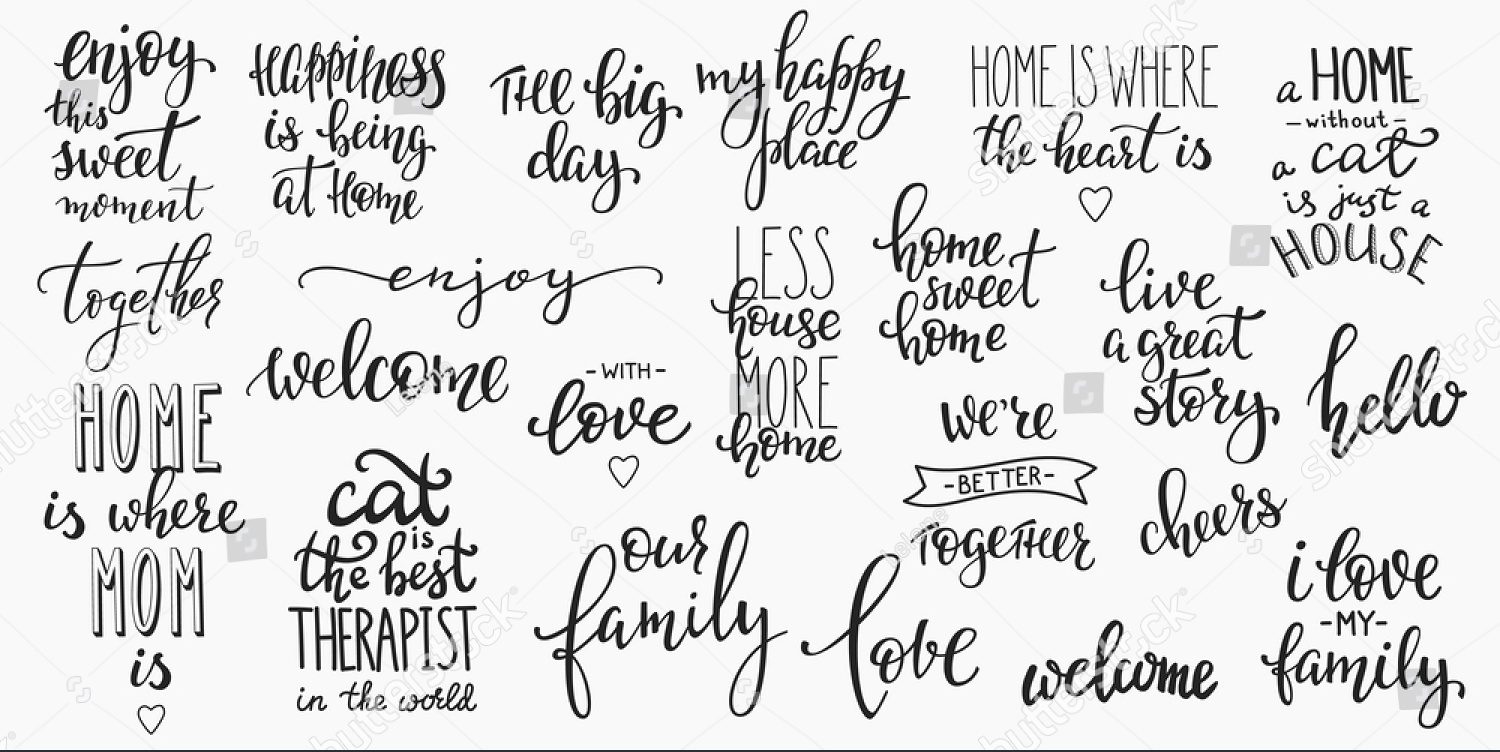 enjoy
this
sweet
moment
Happiness
is being
at Home
THE big
day
my happy
place
HOME IS WHERE
the heart is
a HOME
-without-
a cat
is just a
HOUSE
together
enjoy
LESS
house
MORE
home
home
sweet
home
live
a great
story
welcome
-WITH-
love
hello
HOME
is where
MOM
is
cat
is
the best
THERAPIST
in the world
our
family
we're
-BETTER-
TOGETHER
cheers
love
welcome
i love
-MY-
family
shutterstock